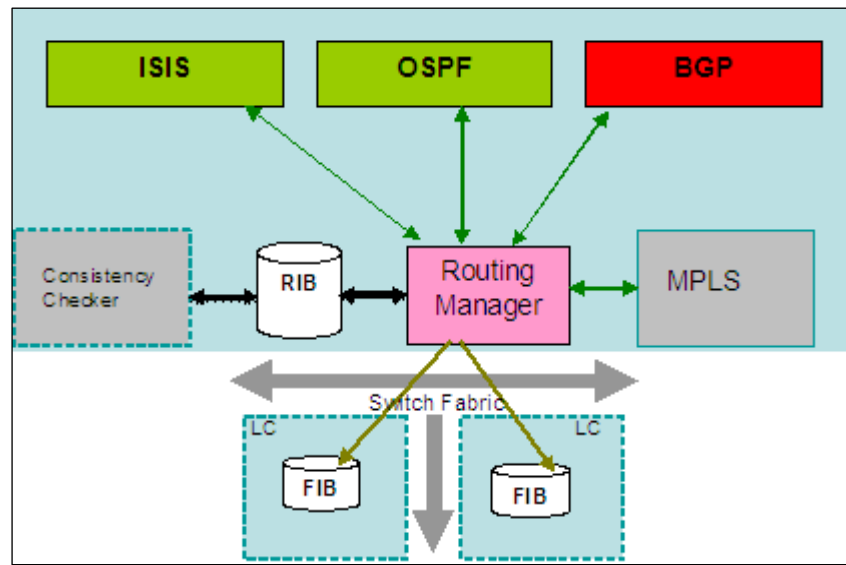 ISIS
OSPF
BGP
Consistency
Checker
RIB
Routing
Manager
MPLS
Switch Fabric
LC
LC
FIB
FIB